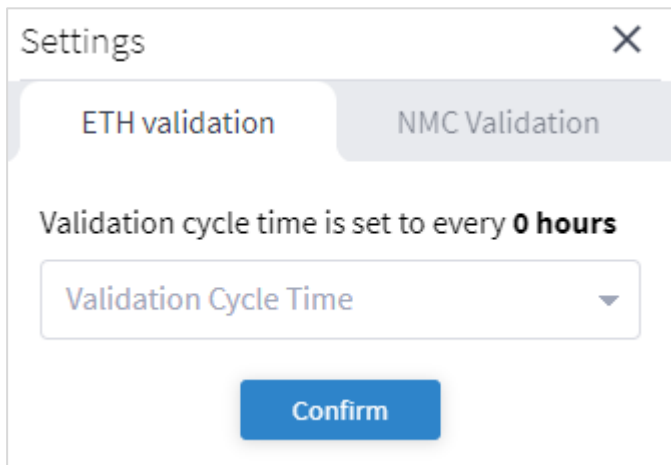 Settings
ETH validation
NMC Validation
Validation cycle time is set to every 0 hours
Validation Cycle Time
Confirm